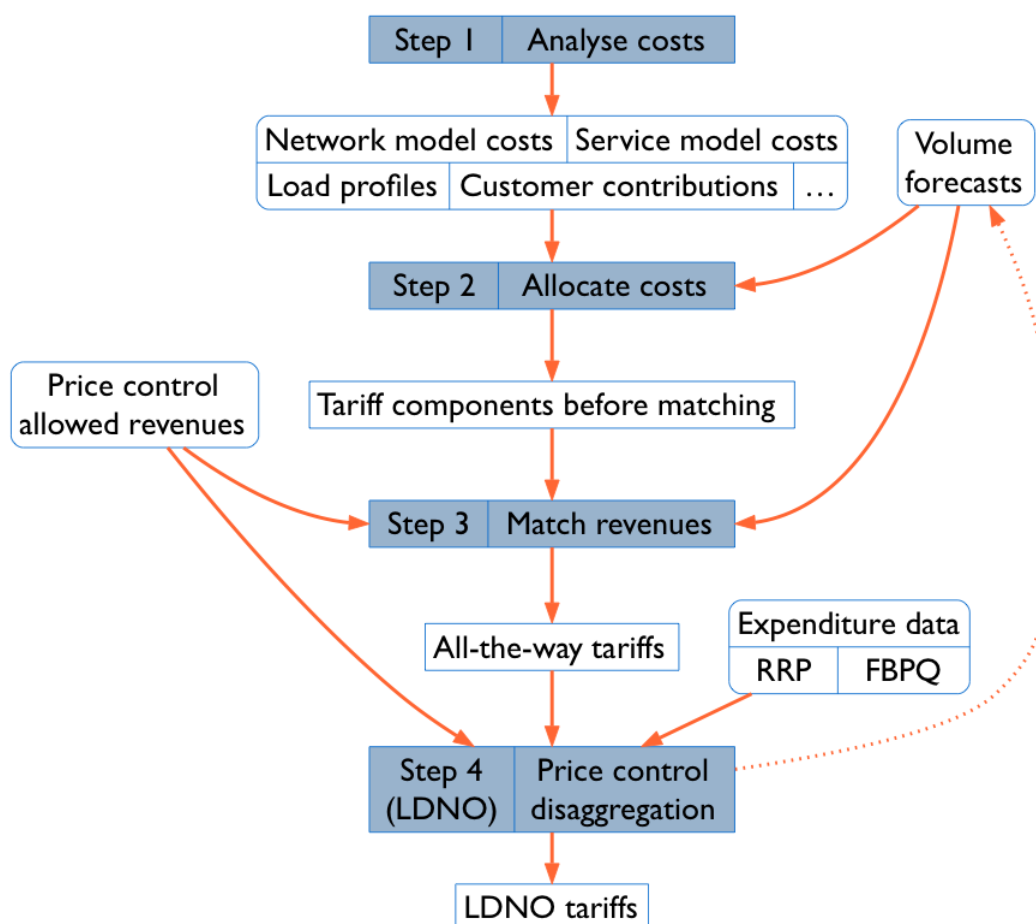 Step 1 Analyse costs
Network model costs Service model costs
Load profiles Customer contributions …
Volume
forecasts
Step 2 Allocate costs
Price control
allowed revenues
Tariff components before matching
Step 3 Match revenues
All-the-way tariffs
Expenditure data
RRP FBPQ
Step 4
(LDNO)
Price control
disaggregation
LDNO tariffs